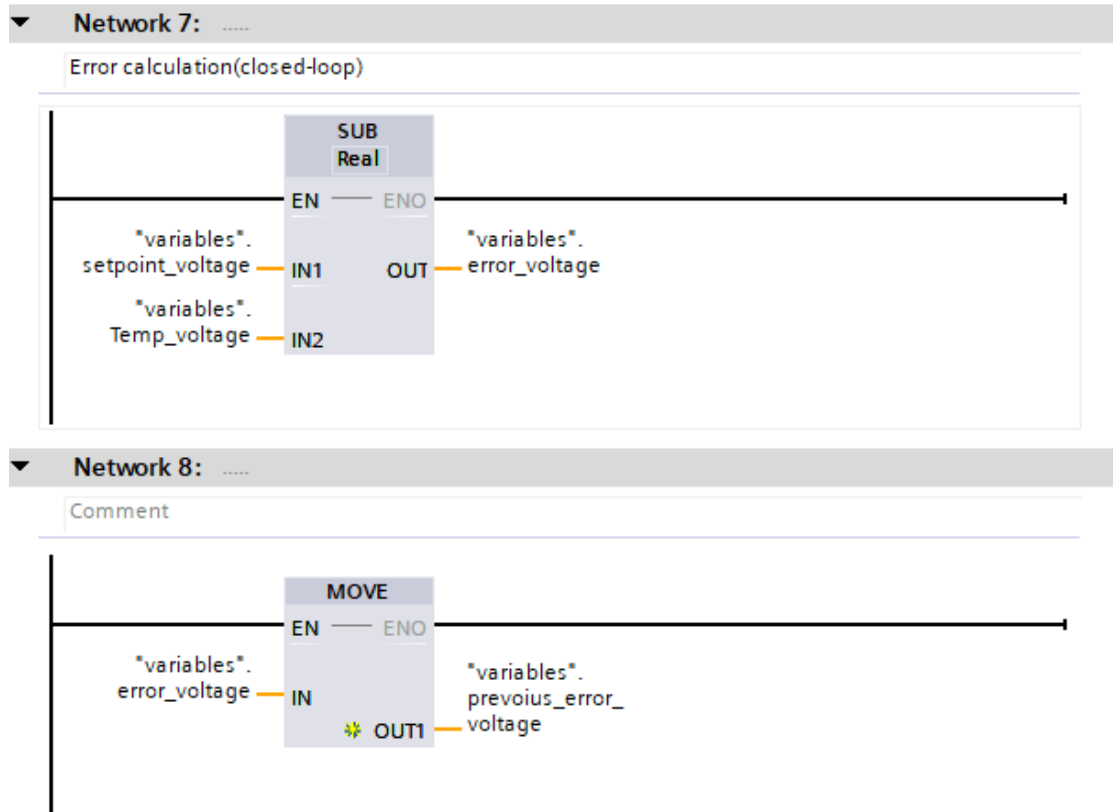 Network 7: .....
Error calculation(closed-loop)
SUB
Real
EN ENO
"variables".
setpoint_voltage IN1 OUT "variables".
error_voltage
"variables".
Temp_voltage IN2
Network 8: .....
Comment
MOVE
EN ENO
"variables".
error_voltage IN
"variables".
prevoius_error_
voltage
OUT1